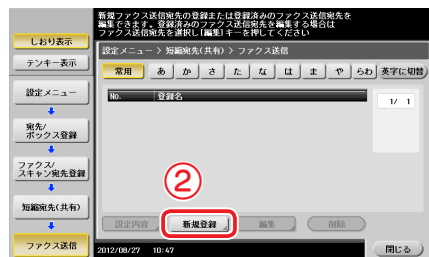 新規ファクス送信宛先の登録または登録済みのファクス送信宛先を
編集できます。登録済みのファクス送信宛先を編集する場合は
ファクス送信宛先を選択し[編集]キーを押してください
しおり表示
テンキー表示
設定メニュー
宛先/
ボックス登録
ファクス/
スキャン宛先登録
短縮宛先(共有)
ファクス送信
設定メニュー > 短縮宛先(共有) > ファクス送信
常用 あ か さ た な は ま や らわ 英字に切替
No. 登録名
1/ 1
②
設定内容 新規登録 編集 削除
2012/08/27 10:47 閉じる